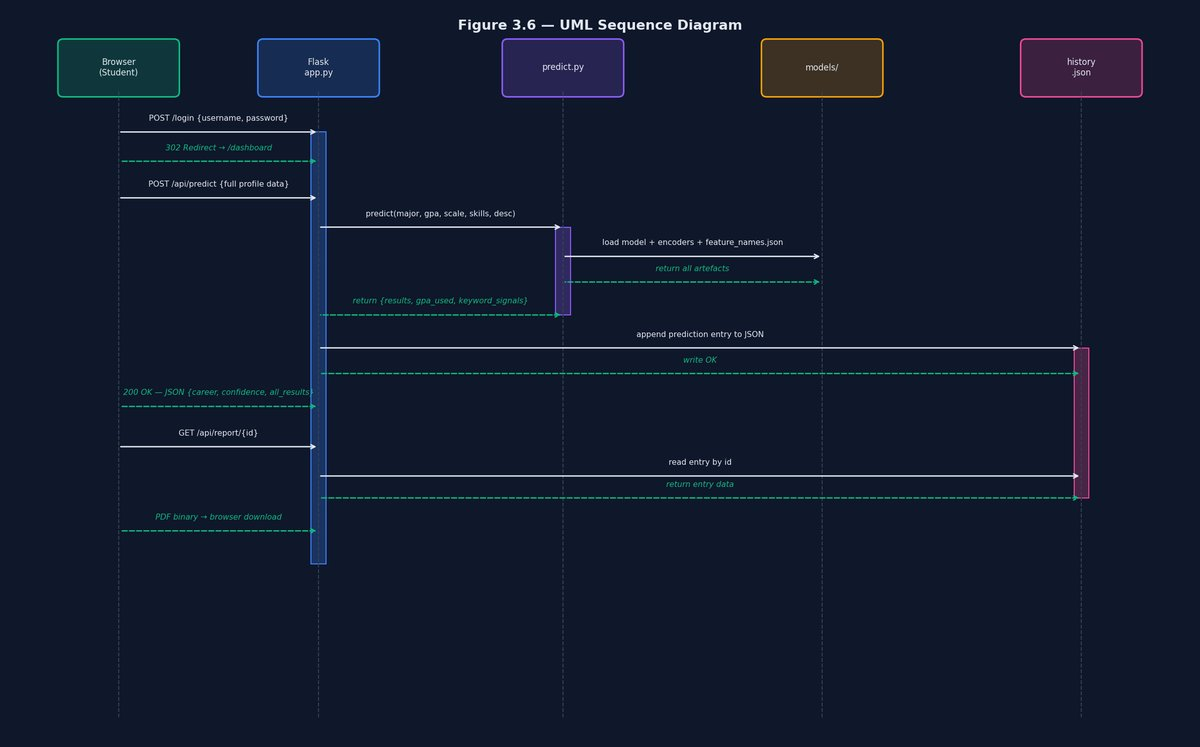 Figure 3.6 — UML Sequence Diagram
Browser
(Student)
Flask
app.py
predict.py
models/
history
.json
POST /login {username, password}
302 Redirect → /dashboard
POST /api/predict {full profile data}
predict(major, gpa, scale, skills, desc)
load model + encoders + feature_names.json
return all artefacts
return {results, gpa_used, keyword_signals}
append prediction entry to JSON
write OK
200 OK — JSON {career, confidence, all_results}
GET /api/report/{id}
read entry by id
return entry data
PDF binary → browser download